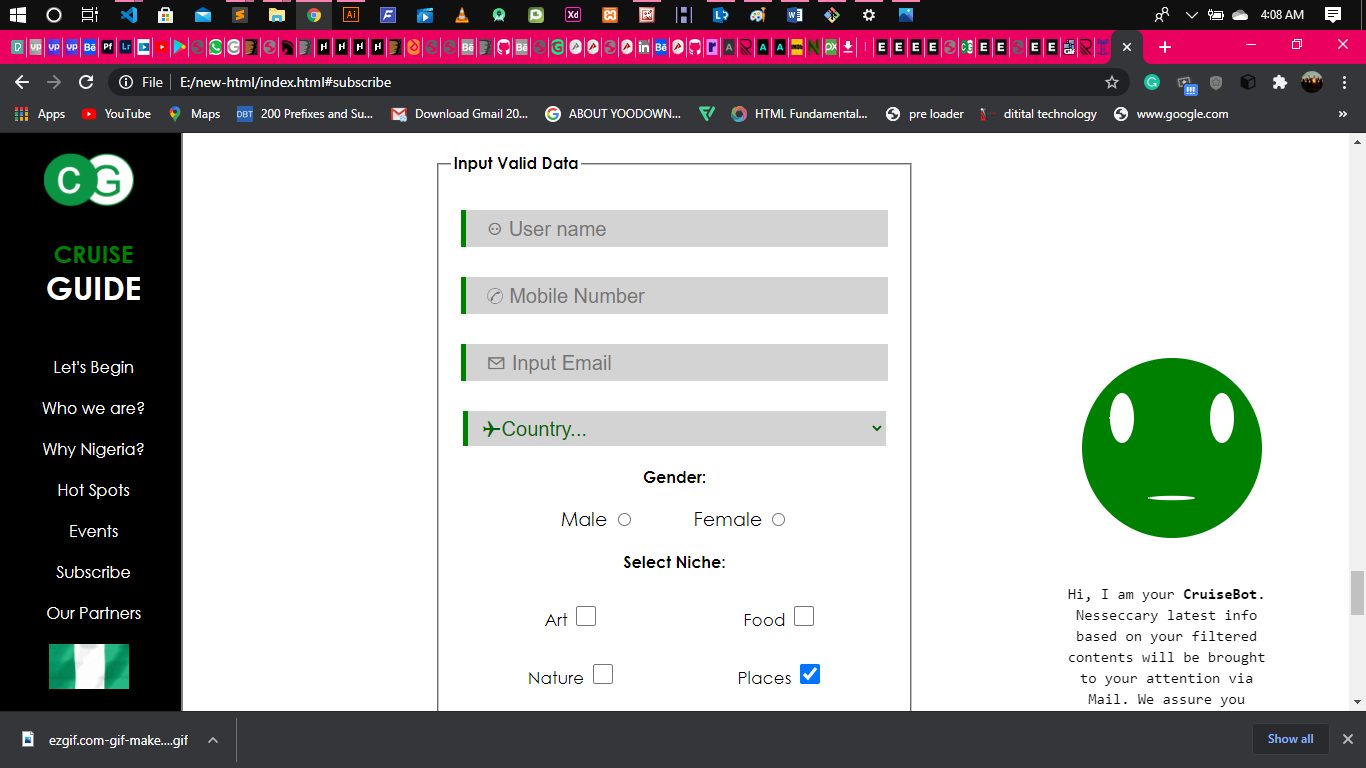 4:08 AM
File | E:/new-html/index.html#subscribe
Apps YouTube Maps 200 Prefixes and Su... Download Gmail 20... ABOUT YOODOWN... HTML Fundamental... pre loader ditital technology www.google.com »
CG
CRUISE
GUIDE
Let's Begin
Who we are?
Why Nigeria?
Hot Spots
Events
Subscribe
Our Partners
Input Valid Data
User name
Mobile Number
Input Email
Country...
Gender:
Male Female
Select Niche:
Art Food
Nature Places
Hi, I am your CruiseBot.
Nesseccary latest info
based on your filtered
contents will be brought
to your attention via
Mail. We assure you
ezgif.com-gif-make....gif
Show all